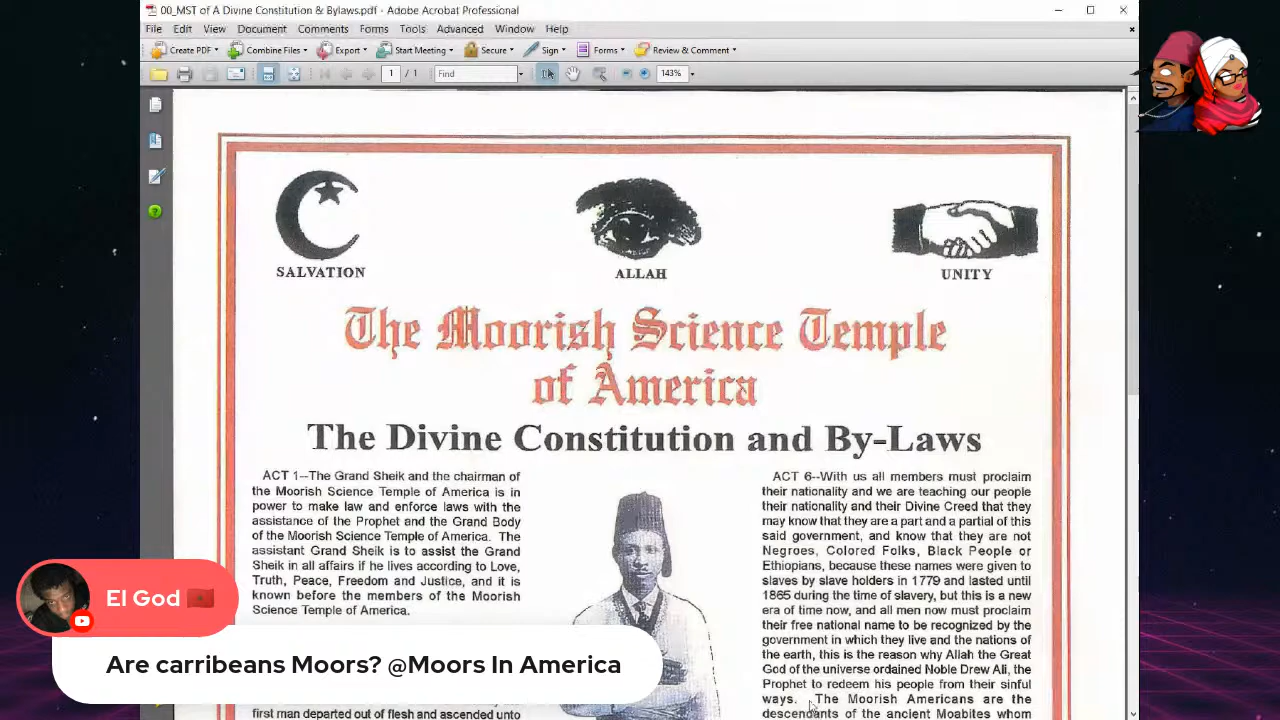 00_MST of A Divine Constitution & Bylaws.pdf - Adobe Acrobat Professional
File Edit View Document Comments Forms Tools Advanced Window Help
Create PDF Combine Files Export Start Meeting Secure Sign Forms Review & Comment
1 / 1 Find 143%
SALVATION
ALLAH
UNITY
The Moorish Science Temple
of America
The Divine Constitution and By-Laws
ACT 1--The Grand Sheik and the chairman of
the Moorish Science Temple of America is in
power to make law and enforce laws with the
assistance of the Prophet and the Grand Body
of the Moorish Science Temple of America. The
assistant Grand Sheik is to assist the Grand
Sheik in all affairs if he lives according to Love,
Truth, Peace, Freedom and Justice, and it is
known before the members of the Moorish
Science Temple of America.
first man departed out of flesh and ascended unto
ACT 6--With us all members must proclaim
their nationality and we are teaching our people
their nationality and their Divine Creed that they
may know that they are a part and a partial of this
said government, and know that they are not
Negroes, Colored Folks, Black People or
Ethiopians, because these names were given to
slaves by slave holders in 1779 and lasted until
1865 during the time of slavery, but this is a new
era of time now, and all men now must proclaim
their free national name to be recognized by the
government in which they live and the nations of
the earth, this is the reason why Allah the Great
God of the universe ordained Noble Drew Ali, the
Prophet to redeem his people from their sinful
ways. The Moorish Americans are the
descendants of the ancient Moabites whom
El God 🇲🇦
Are carribeans Moors? @Moors In America